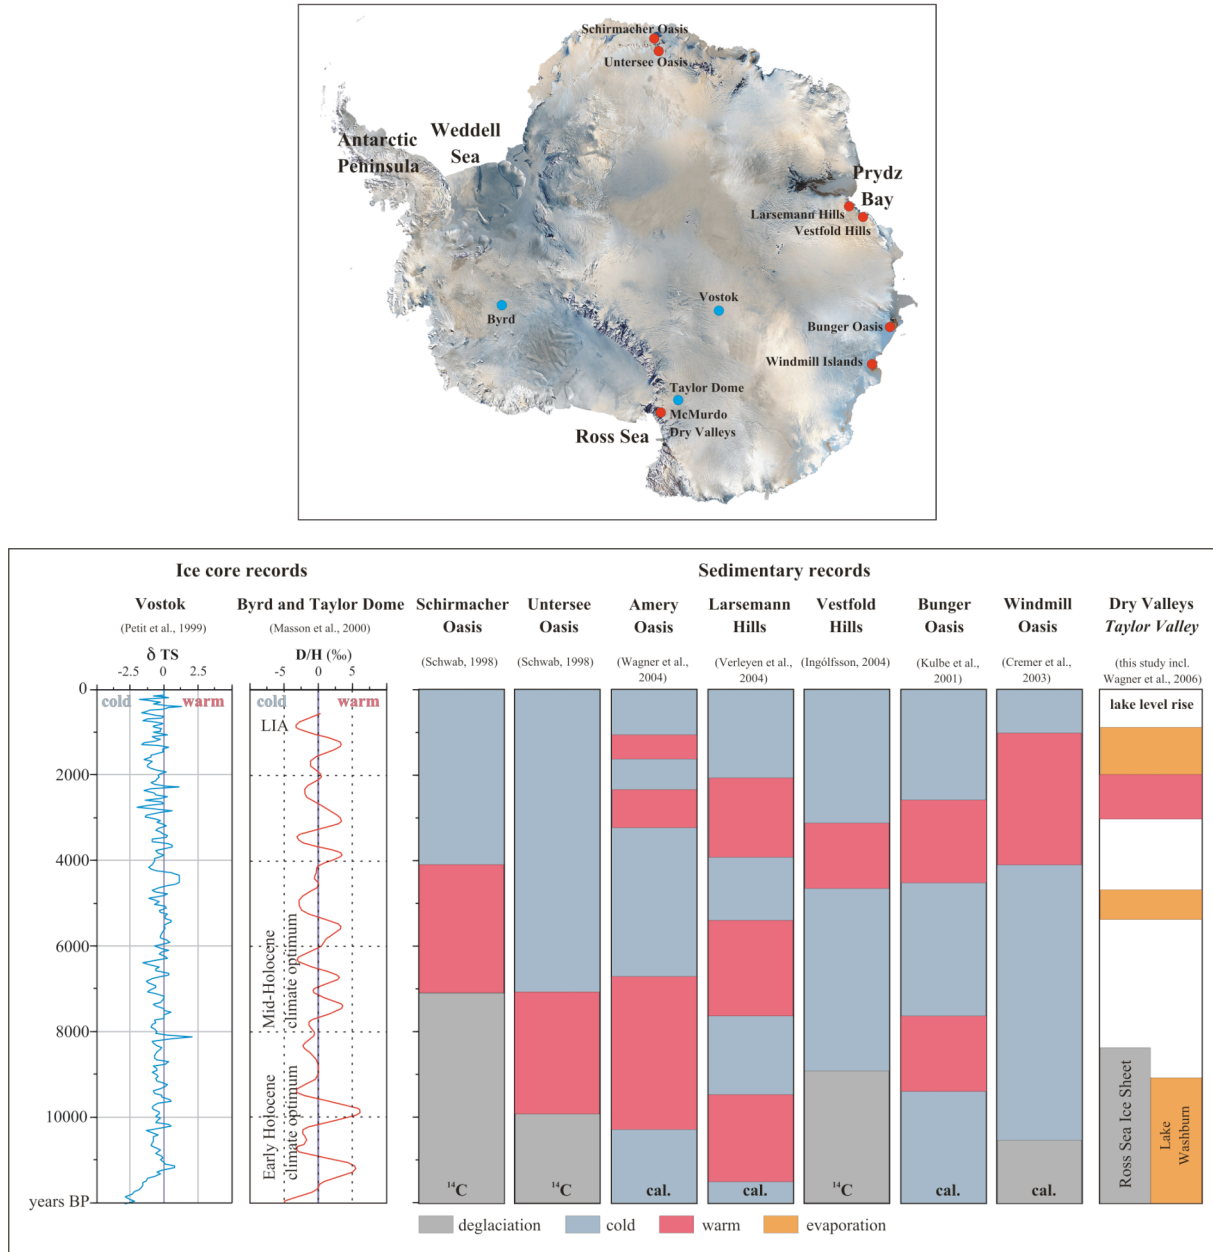 Schirmacher Oasis
Untersee Oasis
Antarctic
Peninsula
Weddell
Sea
Prydz
Bay
Larsemann Hills
Vestfold Hills
Vostok
Byrd
Bunger Oasis
Windmill Islands
Taylor Dome
McMurdo
Dry Valleys
Ross Sea
Ice core records
Sedimentary records
Vostok
(Petit et al., 1999)
δ TS
-2.5 0 2.5
Byrd and Taylor Dome
(Masson et al., 2000)
D/H (‰)
-5 0 5
Schirmacher
Oasis
(Schwab, 1998)
Untersee
Oasis
(Schwab, 1998)
Amery
Oasis
(Wagner et al.,
2004)
Larsemann
Hills
(Verleyen et al.,
2004)
Vestfold
Hills
(Ingólfsson, 2004)
Bunger
Oasis
(Kulbe et al.,
2001)
Windmill
Oasis
(Cremer et al.,
2003)
Dry Valleys
Taylor Valley
(this study incl.
Wagner et al., 2006)
0
2000
4000
6000
8000
10000
years BP
cold warm
cold warm
LIA
Mid-Holocene
climate optimum
Early Holocene
climate optimum
lake level rise
Ross Sea Ice Sheet
Lake
Washburn
¹⁴C
¹⁴C
cal.
cal.
¹⁴C
cal.
cal.
deglaciation
cold
warm
evaporation